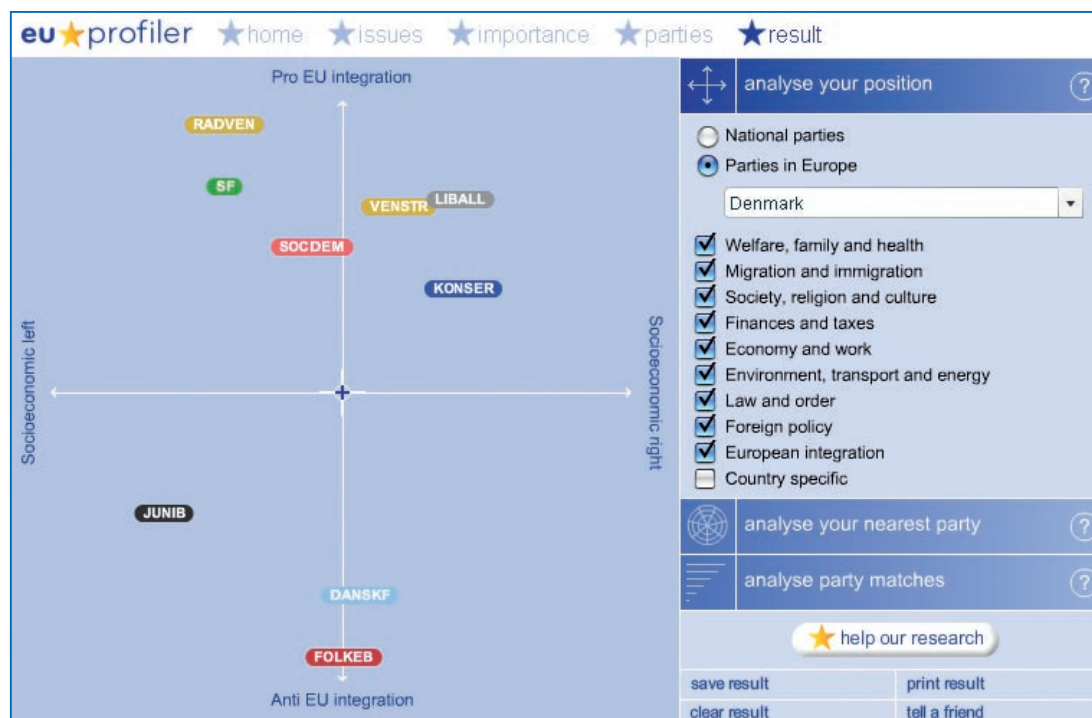 eu profiler home issues importance parties result
Pro EU integration
RADVEN
SF
VENSTR
LIBALL
SOCDEM
KONSER
Socioeconomic left
Socioeconomic right
JUNIB
DANSKF
FOLKEB
Anti EU integration
analyse your position ?
National parties
Parties in Europe
Denmark
Welfare, family and health
Migration and immigration
Society, religion and culture
Finances and taxes
Economy and work
Environment, transport and energy
Law and order
Foreign policy
European integration
Country specific
analyse your nearest party ?
analyse party matches ?
help our research
save result print result
clear result tell a friend